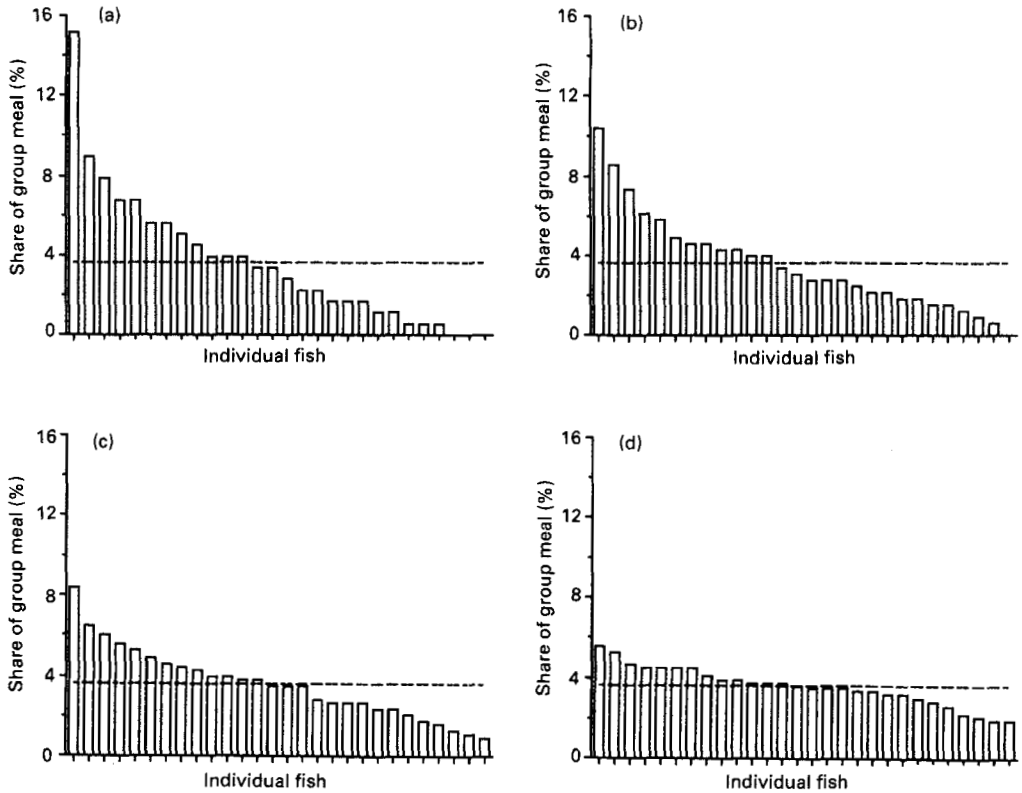 (a)
Share of group meal (%)
16
12
8
4
0
Individual fish
(b)
Share of group meal (%)
16
12
8
4
0
Individual fish
(c)
Share of group meal (%)
16
12
8
4
0
Individual fish
(d)
Share of group meal (%)
16
12
8
4
0
Individual fish